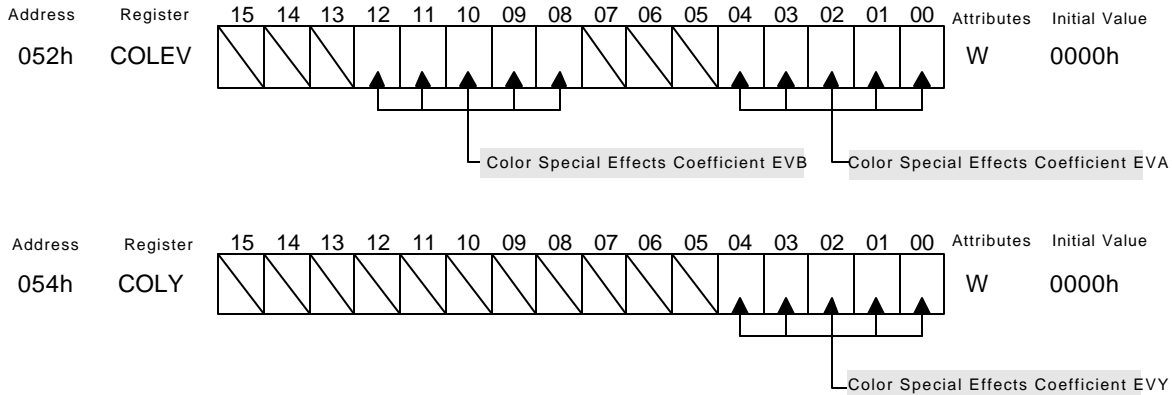 Address Register 15 14 13 12 11 10 09 08 07 06 05 04 03 02 01 00 Attributes Initial Value
052h COLEV W 0000h
Color Special Effects Coefficient EVB Color Special Effects Coefficient EVA
Address Register 15 14 13 12 11 10 09 08 07 06 05 04 03 02 01 00 Attributes Initial Value
054h COLY W 0000h
Color Special Effects Coefficient EVY